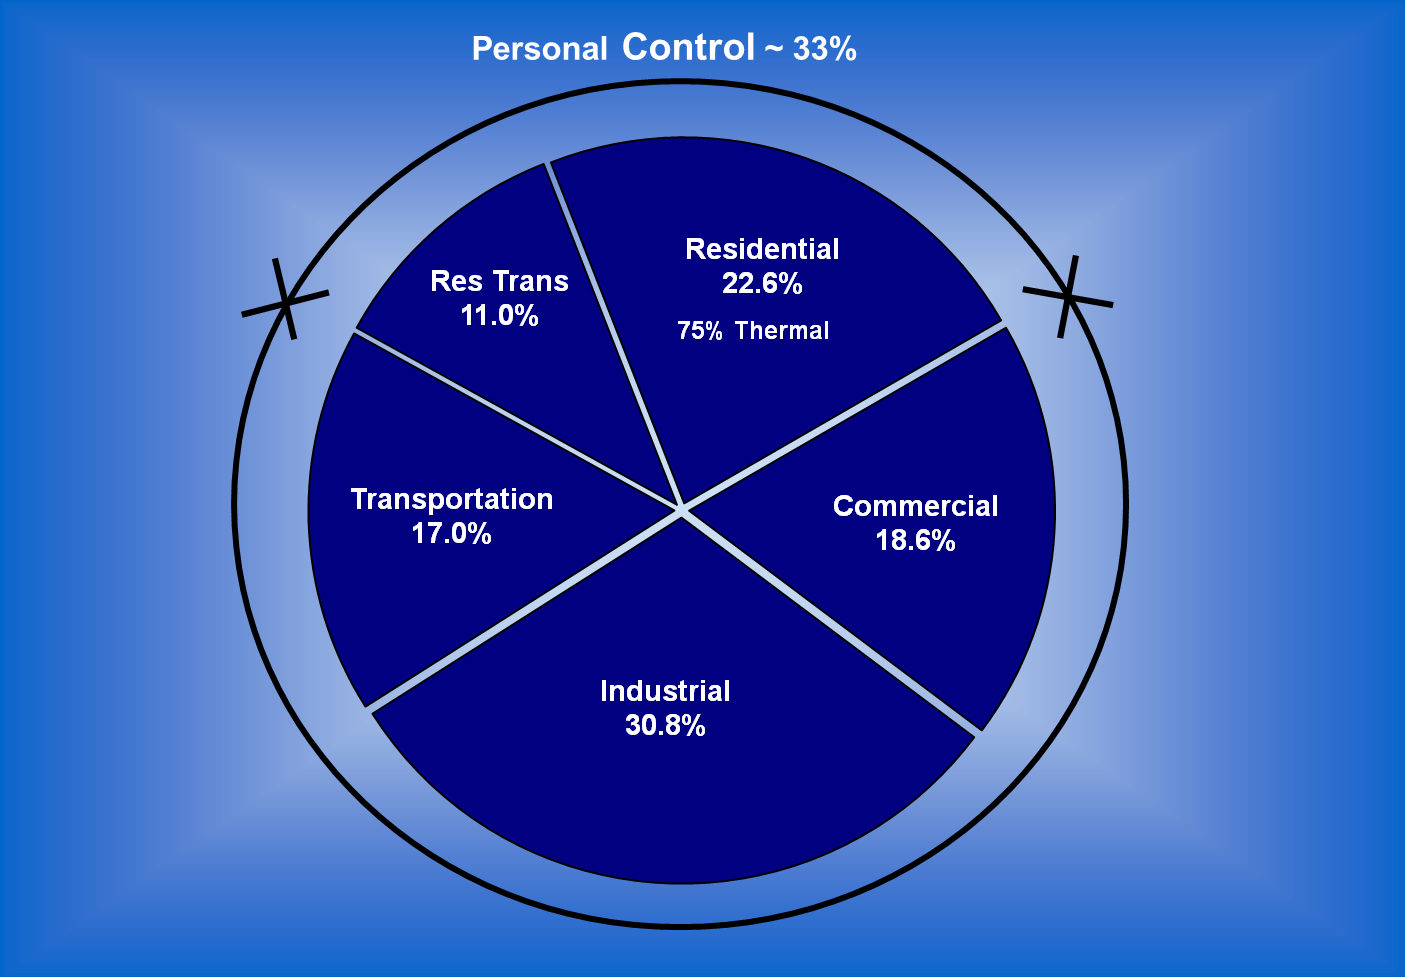 Personal Control ~ 33%
Residential
22.6%
75% Thermal
Res Trans
11.0%
Transportation
17.0%
Commercial
18.6%
Industrial
30.8%